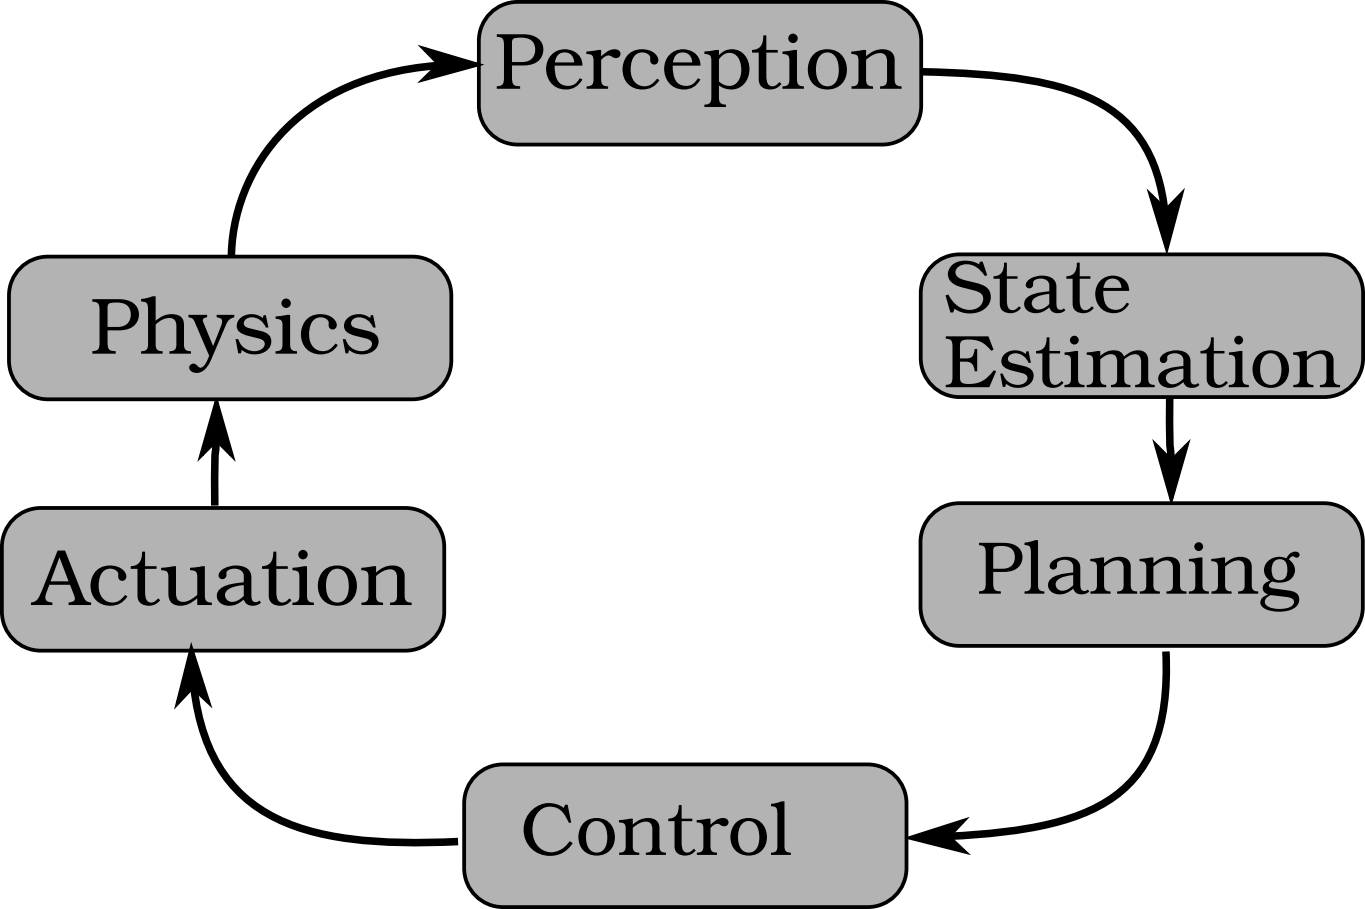 Perception
State
Estimation
Planning
Control
Actuation
Physics